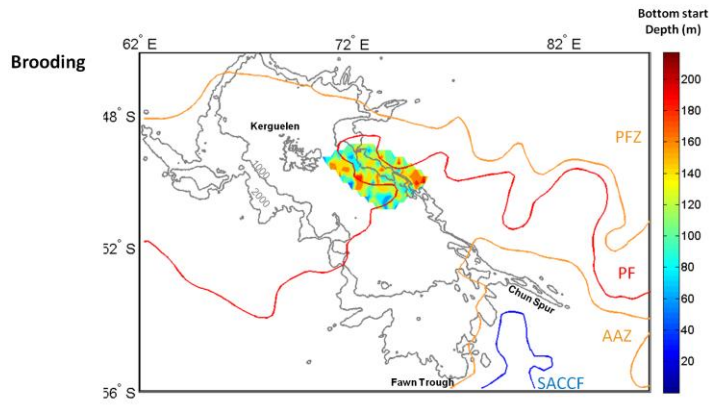 Bottom start
Depth (m)
62° E
72° E
82° E
Brooding
48° S
52° S
56° S
Kerguelen
1000
2000
PFZ
PF
Chun Spur
AAZ
Fawn Trough
SACCF
200
180
160
140
120
100
80
60
40
20